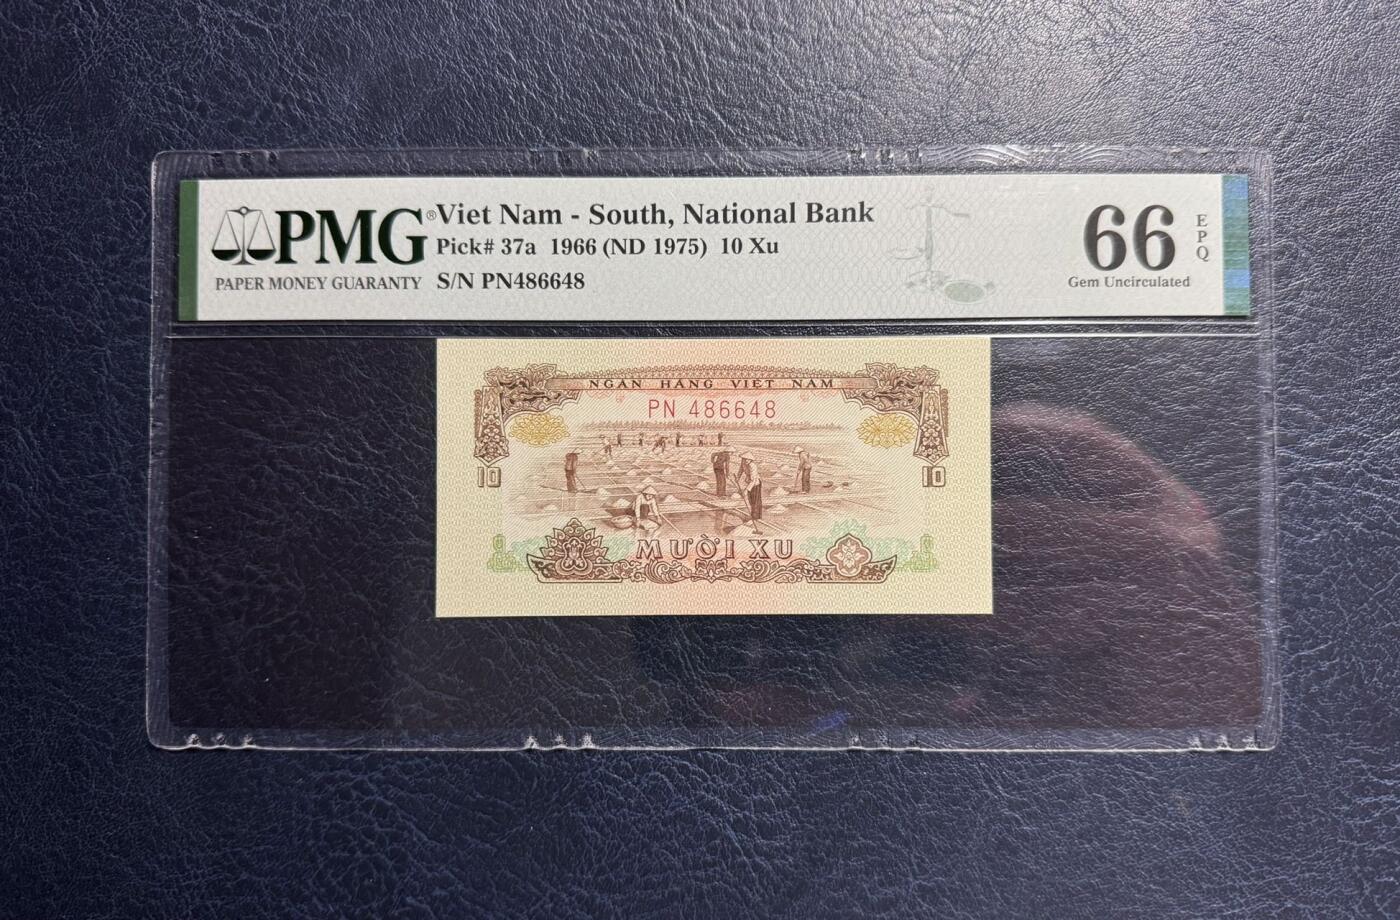 PMG®
PAPER MONEY GUARANTY
Viet Nam - South, National Bank
Pick# 37a 1966 (ND 1975) 10 Xu
S/N PN486648
66
EPQ
Gem Uncirculated
NGÂN HÀNG VIỆT NAM
PN 486648
10
10
MƯỜI XU